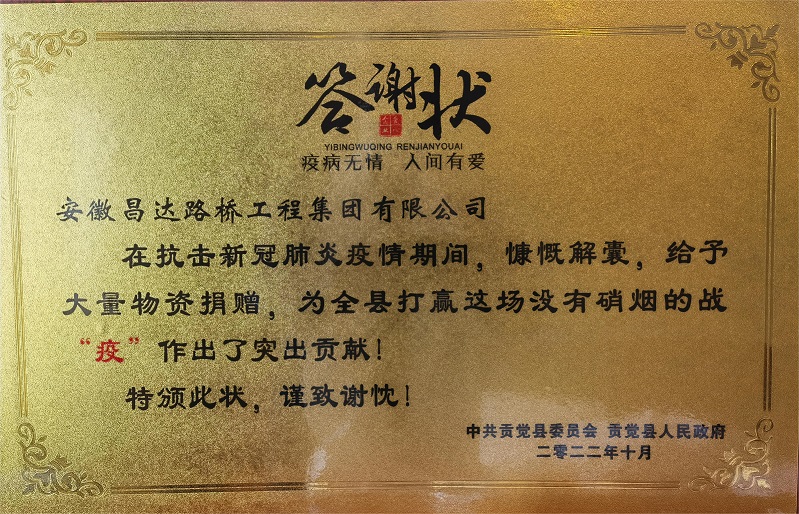 答谢状
YIBINGWUQING RENJIANYOUAI
疫病无情 人间有爱
安徽昌达路桥工程集团有限公司
在抗击新冠肺炎疫情期间，慷慨解囊，给予
大量物资捐赠，为全县打赢这场没有硝烟的战
“疫”作出了突出贡献！
特颁此状，谨致谢忱！
中共贡觉县委员会 贡觉县人民政府
二零二二年十月